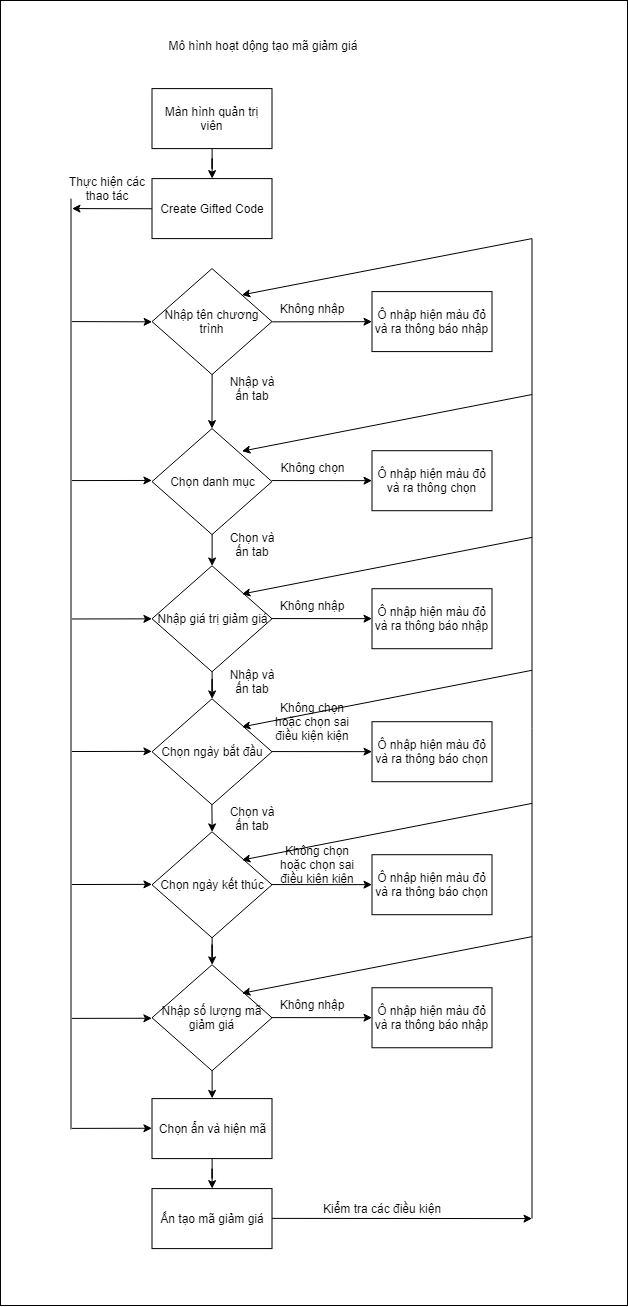 Mô hình hoạt dộng tạo mã giảm giá
Màn hình quản trị
viên
Thực hiện các
thao tác
Create Gifted Code
Nhập tên chương
trình
Không nhập
Ô nhập hiện màu đỏ
và ra thông báo nhập
Nhập và
ấn tab
Chọn danh mục
Không chọn
Ô nhập hiện màu đỏ
và ra thông chọn
Chọn và
ấn tab
Nhập giá trị giảm giá
Không nhập
Ô nhập hiện màu đỏ
và ra thông báo nhập
Nhập và
ấn tab
Không chọn
hoặc chọn sai
điều kiện kiện
Chọn ngày bắt đầu
Ô nhập hiện màu đỏ
và ra thông báo chọn
Chọn và
ấn tab
Không chọn
hoặc chọn sai
điều kiện kiện
Chọn ngày kết thúc
Ô nhập hiện màu đỏ
và ra thông báo chọn
Nhập số lượng mã
giảm giá
Không nhập
Ô nhập hiện màu đỏ
và ra thông báo nhập
Chọn ẩn và hiện mã
Ấn tạo mã giảm giá
Kiểm tra các điều kiện